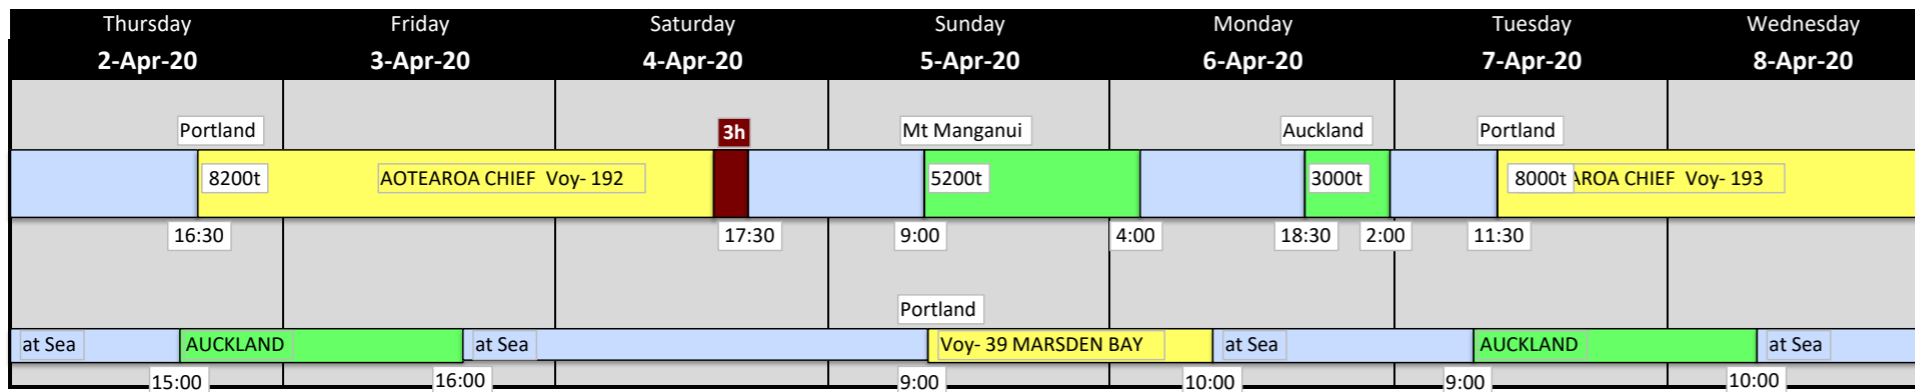 Thursday Friday Saturday Sunday Monday Tuesday Wednesday
2-Apr-20 3-Apr-20 4-Apr-20 5-Apr-20 6-Apr-20 7-Apr-20 8-Apr-20
Portland 3h Mt Manganui Auckland Portland
8200t AOTEAROA CHIEF Voy- 192 5200t 3000t 8000t AROA CHIEF Voy- 193
16:30 17:30 9:00 4:00 18:30 2:00 11:30
Portland
at Sea AUCKLAND at Sea Voy- 39 MARSDEN BAY at Sea AUCKLAND at Sea
15:00 16:00 9:00 10:00 9:00 10:00